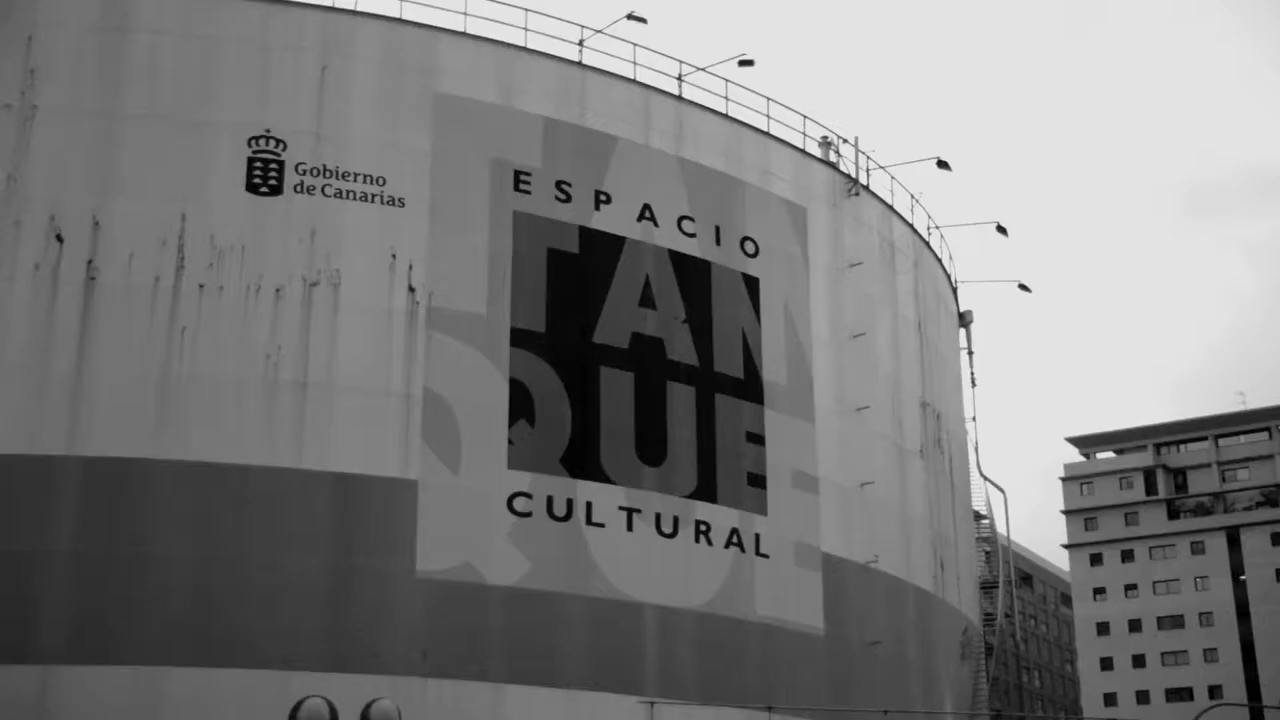 Gobierno
de Canarias
ESPACIO
TAN
QUE
CULTURAL